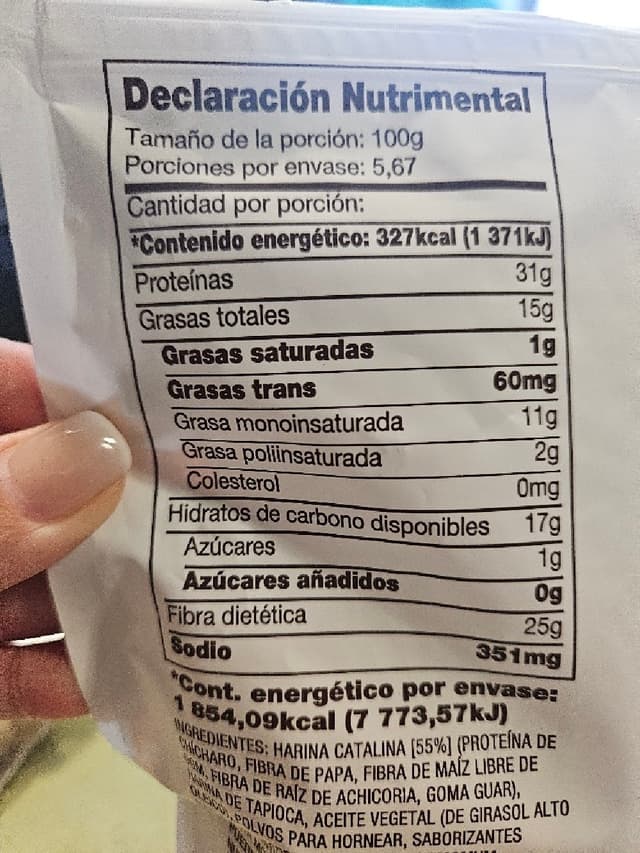 Declaración Nutrimental
Tamaño de la porción: 100g
Porciones por envase: 5,67
Cantidad por porción:
*Contenido energético: 327kcal (1 371kJ)
Proteínas 31g
Grasas totales 15g
Grasas saturadas 1g
Grasas trans 60mg
Grasa monoinsaturada 11g
Grasa poliinsaturada 2g
Colesterol 0mg
Hidratos de carbono disponibles 17g
Azúcares 1g
Azúcares añadidos 0g
Fibra dietética 25g
Sodio 351mg
*Cont. energético por envase:
1 854,09kcal (7 773,57kJ)
INGREDIENTES: HARINA CATALINA [55%] (PROTEÍNA DE
CHÍCHARO, FIBRA DE PAPA, FIBRA DE MAÍZ LIBRE DE
FIBRA DE RAÍZ DE ACHICORIA, GOMA GUAR),
HARINA DE TAPIOCA, ACEITE VEGETAL (DE GIRASOL ALTO
OLEICO), POLVOS PARA HORNEAR, SABORIZANTES